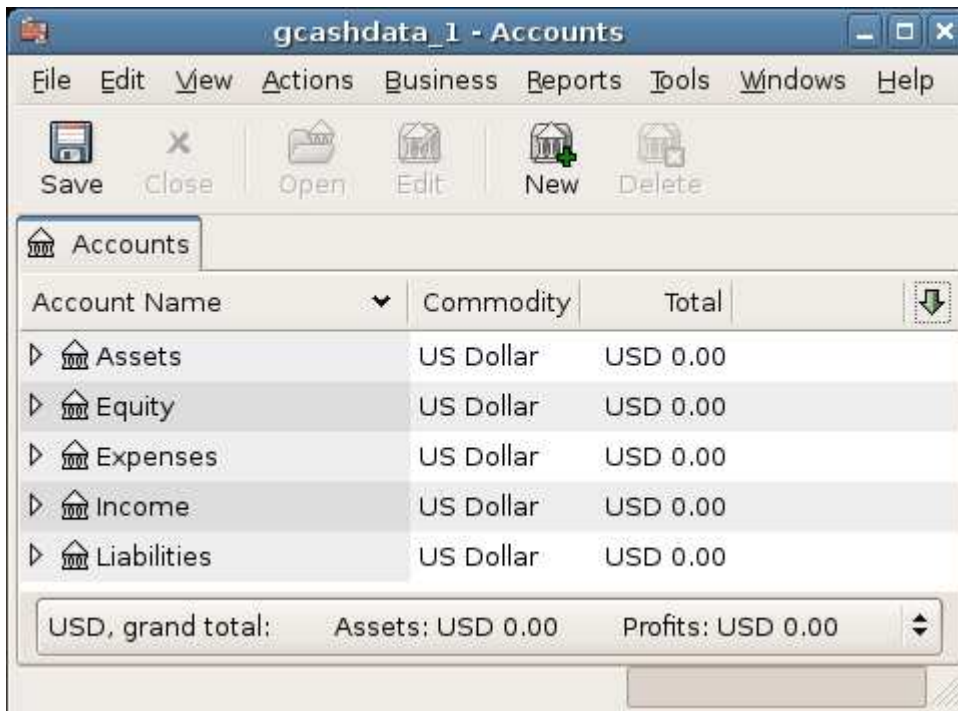 gcashdata_1 - Accounts
File Edit View Actions Business Reports Tools Windows Help
Save Close Open Edit New Delete
Accounts
Account Name Commodity Total
Assets US Dollar USD 0.00
Equity US Dollar USD 0.00
Expenses US Dollar USD 0.00
Income US Dollar USD 0.00
Liabilities US Dollar USD 0.00
USD, grand total: Assets: USD 0.00 Profits: USD 0.00